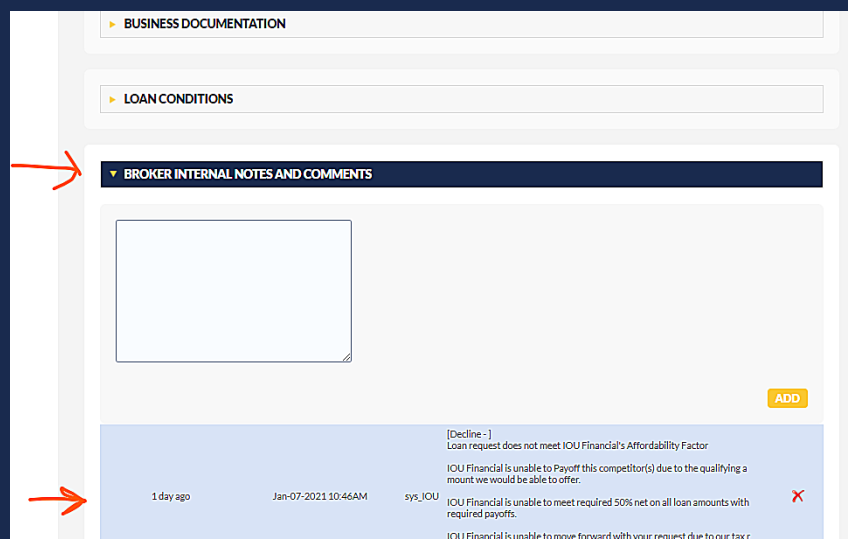 BUSINESS DOCUMENTATION
LOAN CONDITIONS
BROKER INTERNAL NOTES AND COMMENTS
ADD
1 day ago
Jan-07-2021 10:46AM
sys_IOU
[Decline - ]
Loan request does not meet IOU Financial's Affordability Factor
IOU Financial is unable to Payoff this competitor(s) due to the qualifying a
mount we would be able to offer.
IOU Financial is unable to meet required 50% net on all loan amounts with
required payoffs.
IOU Financial is unable to move forward with your request due to our tax r